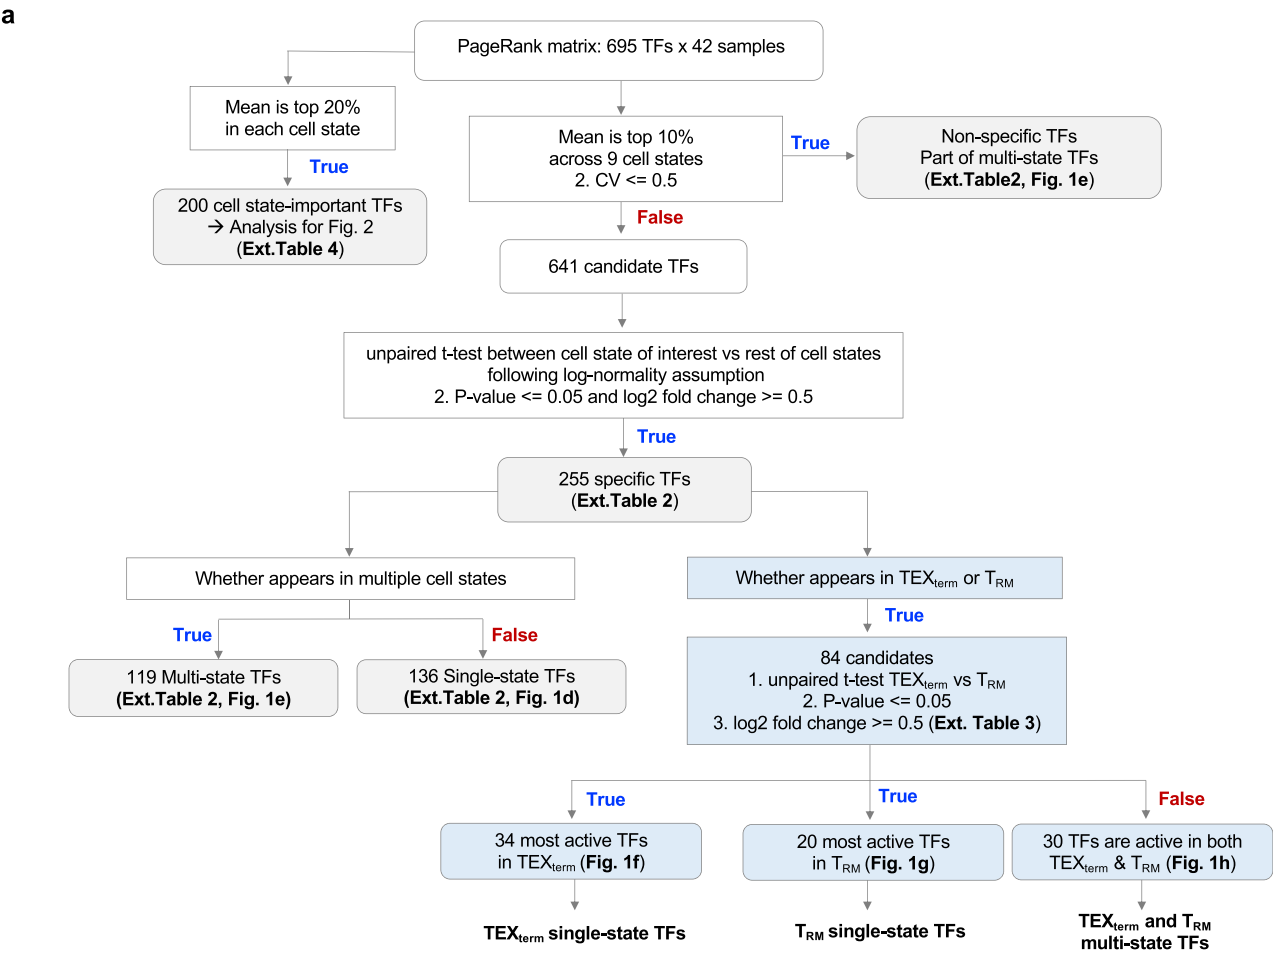 a
PageRank matrix: 695 TFs x 42 samples
Mean is top 20%
in each cell state
True
200 cell state-important TFs
→ Analysis for Fig. 2
(Ext.Table 4)
Mean is top 10%
across 9 cell states
2. CV <= 0.5
True
Non-specific TFs
Part of multi-state TFs
(Ext.Table2, Fig. 1e)
False
641 candidate TFs
unpaired t-test between cell state of interest vs rest of cell states
following log-normality assumption
2. P-value <= 0.05 and log2 fold change >= 0.5
True
255 specific TFs
(Ext.Table 2)
Whether appears in multiple cell states
True
False
119 Multi-state TFs
(Ext.Table 2, Fig. 1e)
136 Single-state TFs
(Ext.Table 2, Fig. 1d)
Whether appears in TEXterm or TRM
True
84 candidates
1. unpaired t-test TEXterm vs TRM
2. P-value <= 0.05
3. log2 fold change >= 0.5 (Ext. Table 3)
True
True
False
34 most active TFs
in TEXterm (Fig. 1f)
20 most active TFs
in TRM (Fig. 1g)
30 TFs are active in both
TEXterm & TRM (Fig. 1h)
TEXterm single-state TFs
TRM single-state TFs
TEXterm and TRM
multi-state TFs